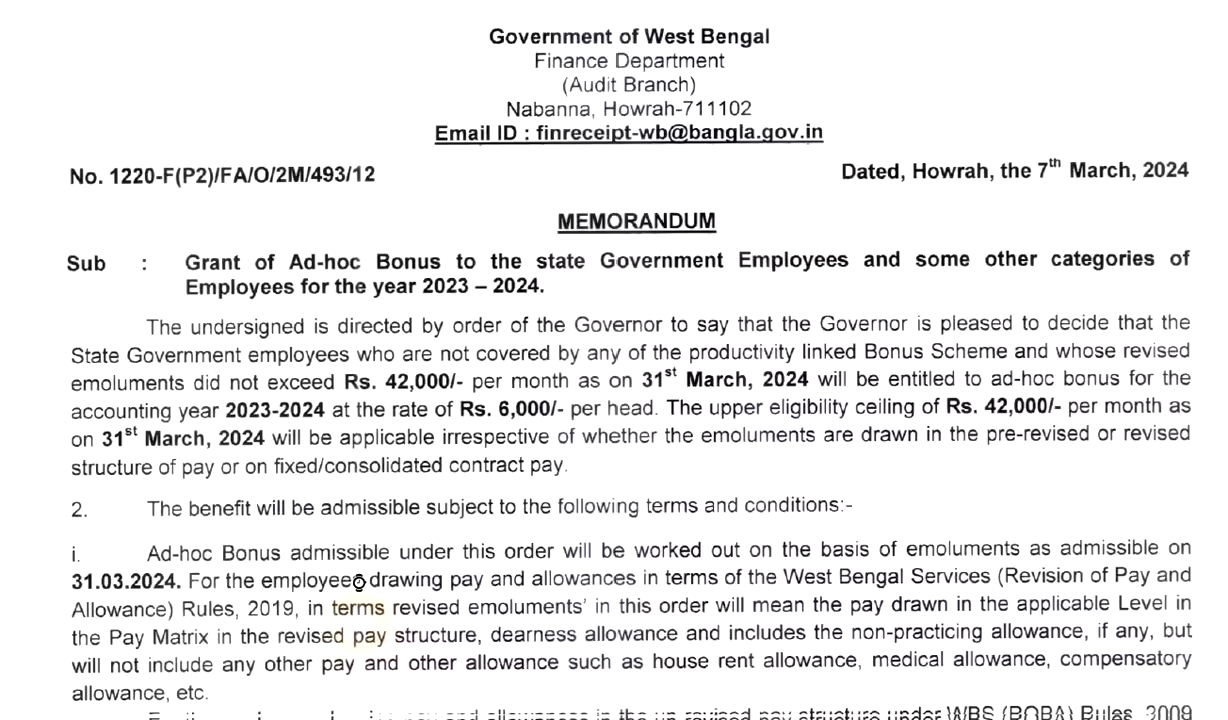 Government of West Bengal
Finance Department
(Audit Branch)
Nabanna, Howrah-711102
Email ID : finreceipt-wb@bangla.gov.in
No. 1220-F(P2)/FA/O/2M/493/12 Dated, Howrah, the 7th March, 2024
MEMORANDUM
Sub : Grant of Ad-hoc Bonus to the state Government Employees and some other categories of
Employees for the year 2023 – 2024.
The undersigned is directed by order of the Governor to say that the Governor is pleased to decide that the
State Government employees who are not covered by any of the productivity linked Bonus Scheme and whose revised
emoluments did not exceed Rs. 42,000/- per month as on 31st March, 2024 will be entitled to ad-hoc bonus for the
accounting year 2023-2024 at the rate of Rs. 6,000/- per head. The upper eligibility ceiling of Rs. 42,000/- per month as
on 31st March, 2024 will be applicable irrespective of whether the emoluments are drawn in the pre-revised or revised
structure of pay or on fixed/consolidated contract pay.
2. The benefit will be admissible subject to the following terms and conditions:-
i. Ad-hoc Bonus admissible under this order will be worked out on the basis of emoluments as admissible on
31.03.2024. For the employees drawing pay and allowances in terms of the West Bengal Services (Revision of Pay and
Allowance) Rules, 2019, in terms revised emoluments' in this order will mean the pay drawn in the applicable Level in
the Pay Matrix in the revised pay structure, dearness allowance and includes the non-practicing allowance, if any, but
will not include any other pay and other allowance such as house rent allowance, medical allowance, compensatory
allowance, etc.
pay and allowances in the un-revised pay structure under WBS (ROPA) Rules, 2009